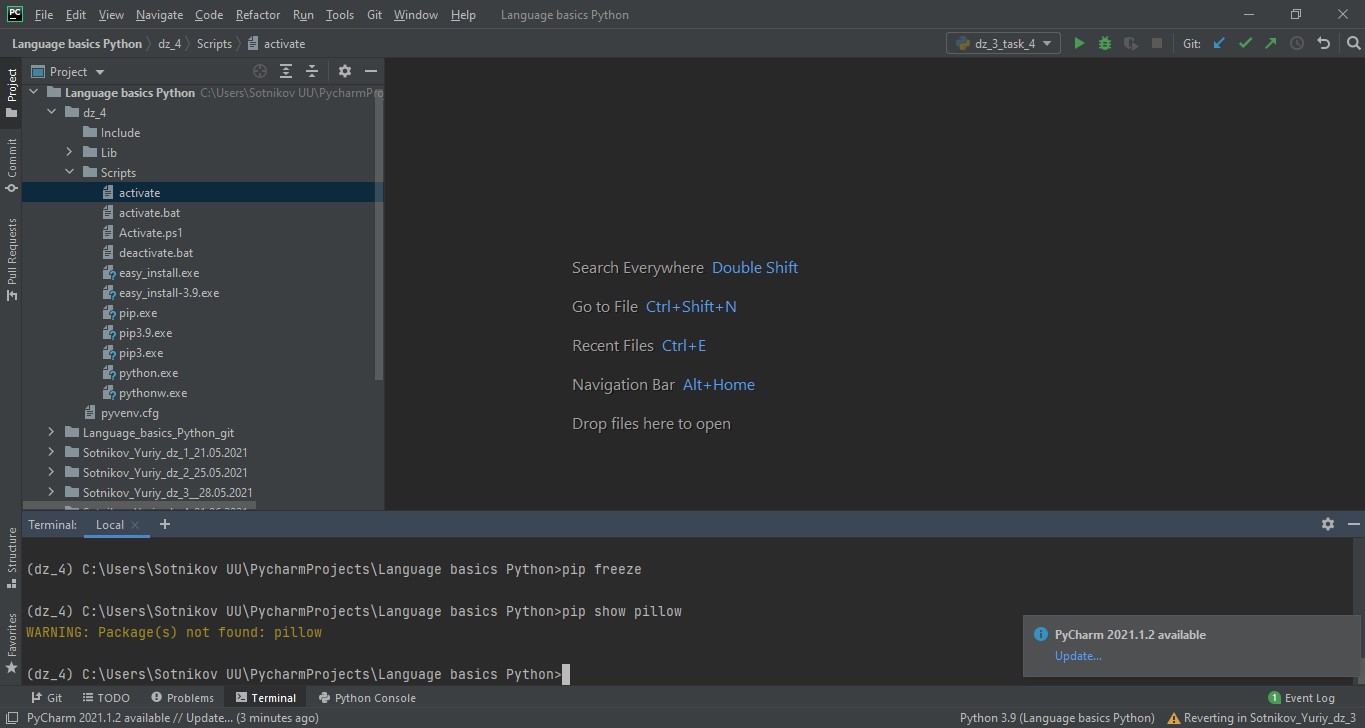 PC File Edit View Navigate Code Refactor Run Tools Git Window Help Language basics Python
Language basics Python dz_4 Scripts activate dz_3_task_4 Git:
Project
Project
Commit
Pull Requests
Structure
Favorites
Language basics Python C:\Users\Sotnikov UU\PycharmPro
dz_4
Include
Lib
Scripts
activate
activate.bat
Activate.ps1
deactivate.bat
easy_install.exe
easy_install-3.9.exe
pip.exe
pip3.9.exe
pip3.exe
python.exe
pythonw.exe
pyvenv.cfg
Language_basics_Python_git
Sotnikov_Yuriy_dz_1_21.05.2021
Sotnikov_Yuriy_dz_2_25.05.2021
Sotnikov_Yuriy_dz_3__28.05.2021
Search Everywhere Double Shift
Go to File Ctrl+Shift+N
Recent Files Ctrl+E
Navigation Bar Alt+Home
Drop files here to open
Terminal: Local
(dz_4) C:\Users\Sotnikov UU\PycharmProjects\Language basics Python>pip freeze
(dz_4) C:\Users\Sotnikov UU\PycharmProjects\Language basics Python>pip show pillow
WARNING: Package(s) not found: pillow
(dz_4) C:\Users\Sotnikov UU\PycharmProjects\Language basics Python>
PyCharm 2021.1.2 available
Update...
Git TODO Problems Terminal Python Console 1 Event Log
PyCharm 2021.1.2 available // Update... (3 minutes ago) Python 3.9 (Language basics Python) Reverting in Sotnikov_Yuriy_dz_3